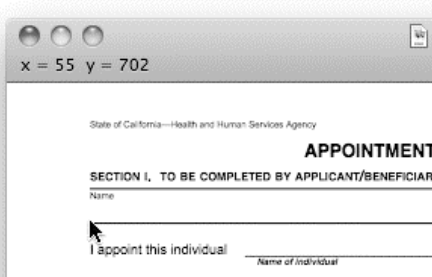 x = 55 y = 702
State of California—Health and Human Services Agency
APPOINTMENT
SECTION I. TO BE COMPLETED BY APPLICANT/BENEFICIAR
Name
I appoint this individual
Name of Individual